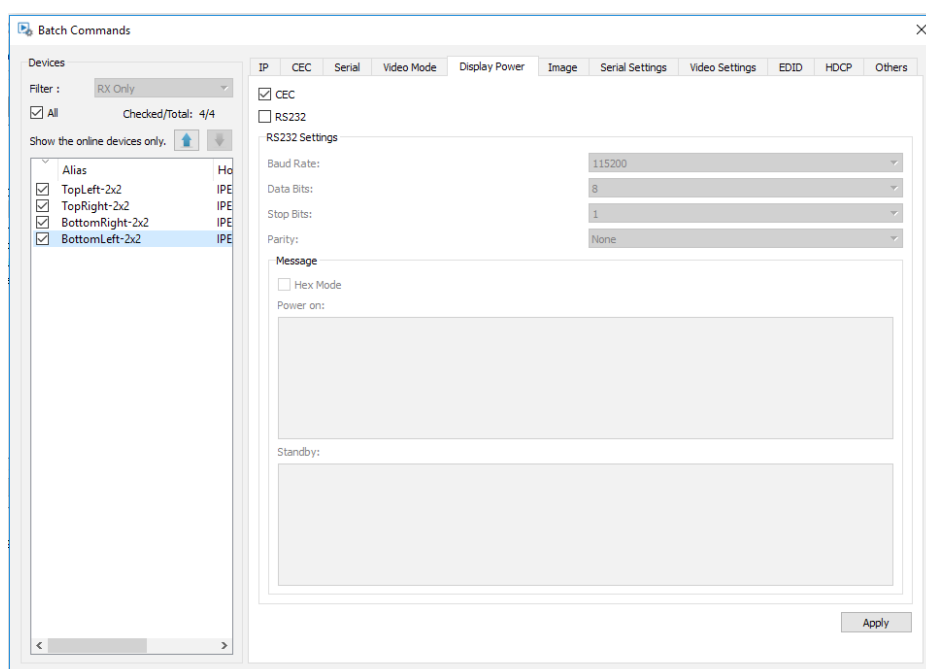 Batch Commands
Devices
Filter : RX Only
All Checked/Total: 4/4
Show the online devices only.
Alias Ho
TopLeft-2x2 IPE
TopRight-2x2 IPE
BottomRight-2x2 IPE
BottomLeft-2x2 IPE
IP CEC Serial Video Mode Display Power Image Serial Settings Video Settings EDID HDCP Others
CEC
RS232
RS232 Settings
Baud Rate: 115200
Data Bits: 8
Stop Bits: 1
Parity: None
Message
Hex Mode
Power on:
Standby:
Apply